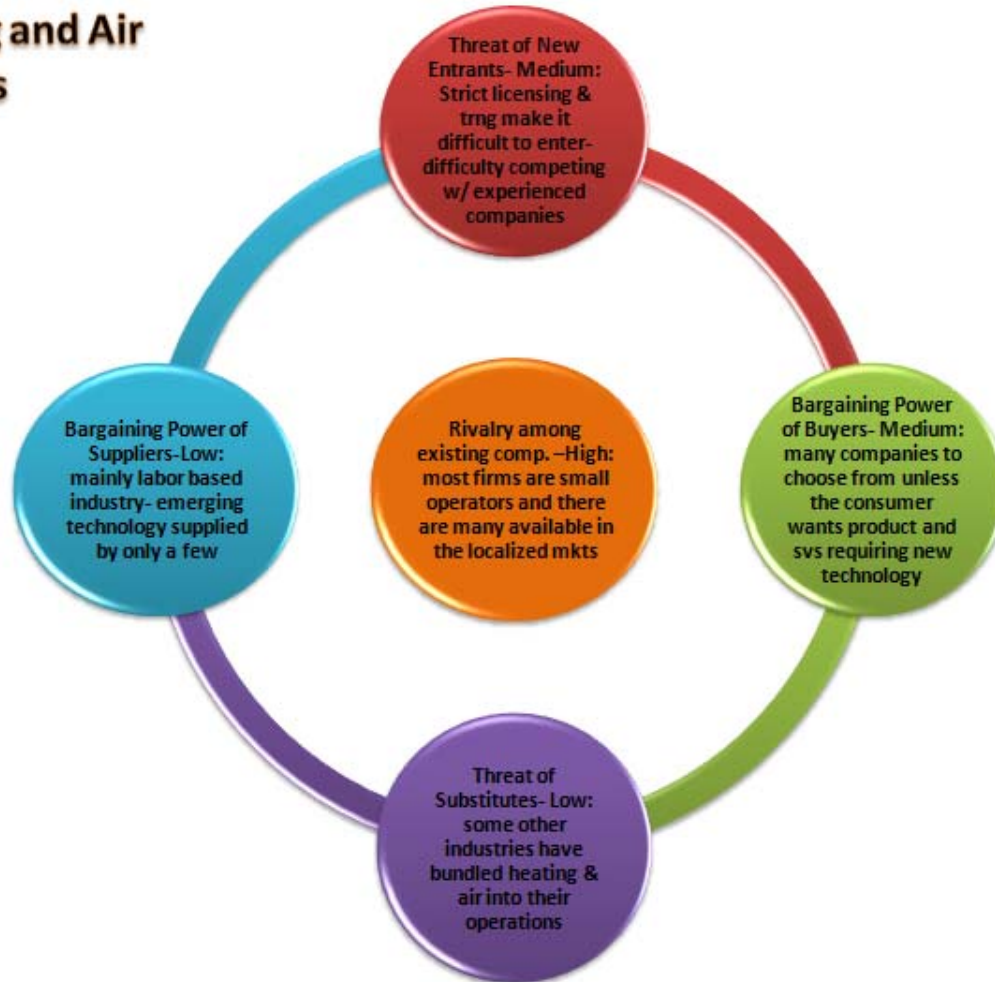 and Air
Threat of New
Entrants- Medium:
Strict licensing &
trng make it
difficult to enter-
difficulty competing
w/ experienced
companies
Bargaining Power of
Suppliers-Low:
mainly labor based
industry- emerging
technology supplied
by only a few
Rivalry among
existing comp. –High:
most firms are small
operators and there
are many available in
the localized mkts
Bargaining Power
of Buyers- Medium:
many companies to
choose from unless
the consumer
wants product and
svs requiring new
technology
Threat of
Substitutes- Low:
some other
industries have
bundled heating &
air into their
operations